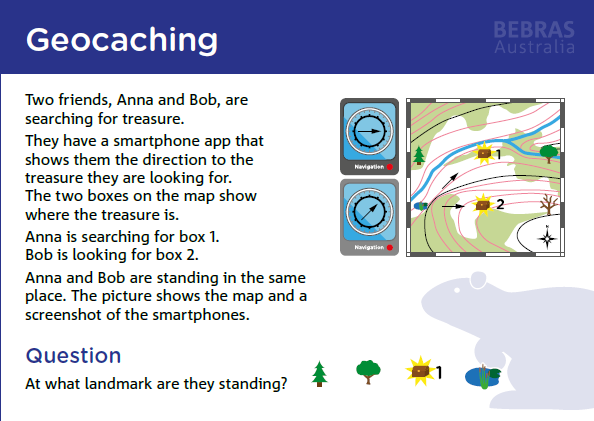 Geocaching
BEBRAS
Australia
Two friends, Anna and Bob, are
searching for treasure.
They have a smartphone app that
shows them the direction to the
treasure they are looking for.
The two boxes on the map show
where the treasure is.
Anna is searching for box 1.
Bob is looking for box 2.
Anna and Bob are standing in the same
place. The picture shows the map and a
screenshot of the smartphones.
Navigation
Navigation
1
2
N
Question
At what landmark are they standing?
1